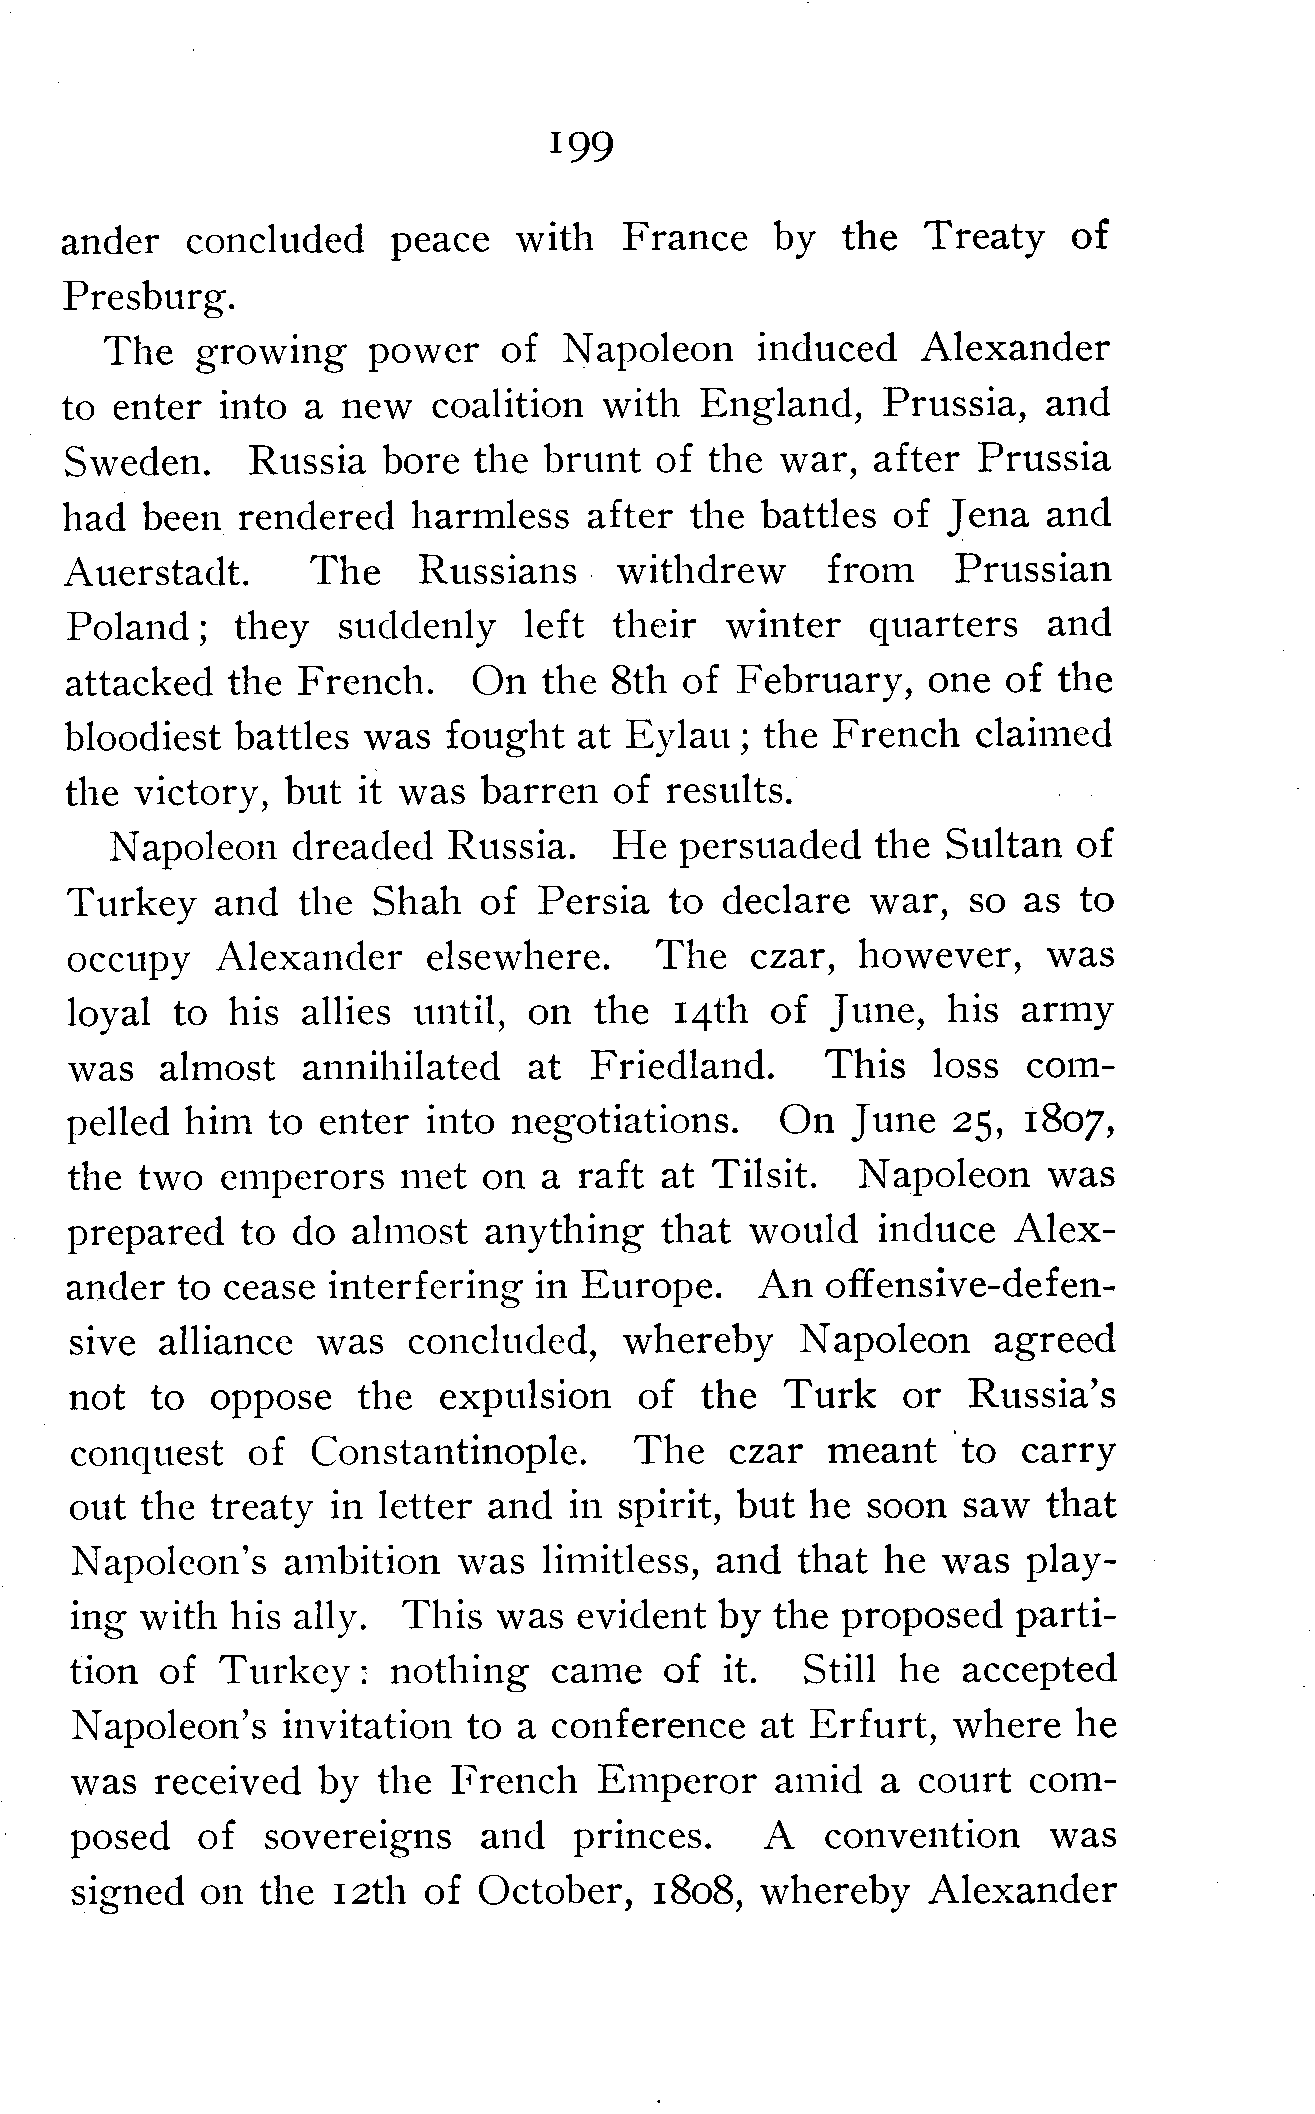 199
ander concluded peace with France by the Treaty of
Presburg.
The growing power of Napoleon induced Alexander
to enter into a new coalition with England, Prussia, and
Sweden. Russia bore the brunt of the war, after Prussia
had been rendered harmless after the battles of Jena and
Auerstadt. The Russians withdrew from Prussian
Poland; they suddenly left their winter quarters and
attacked the French. On the 8th of February, one of the
bloodiest battles was fought at Eylau; the French claimed
the victory, but it was barren of results.
Napoleon dreaded Russia. He persuaded the Sultan of
Turkey and the Shah of Persia to declare war, so as to
occupy Alexander elsewhere. The czar, however, was
loyal to his allies until, on the 14th of June, his army
was almost annihilated at Friedland. This loss com-
pelled him to enter into negotiations. On June 25, 1807,
the two emperors met on a raft at Tilsit. Napoleon was
prepared to do almost anything that would induce Alex-
ander to cease interfering in Europe. An offensive-defen-
sive alliance was concluded, whereby Napoleon agreed
not to oppose the expulsion of the Turk or Russia's
conquest of Constantinople. The czar meant to carry
out the treaty in letter and in spirit, but he soon saw that
Napoleon's ambition was limitless, and that he was play-
ing with his ally. This was evident by the proposed parti-
tion of Turkey: nothing came of it. Still he accepted
Napoleon's invitation to a conference at Erfurt, where he
was received by the French Emperor amid a court com-
posed of sovereigns and princes. A convention was
signed on the 12th of October, 1808, whereby Alexander